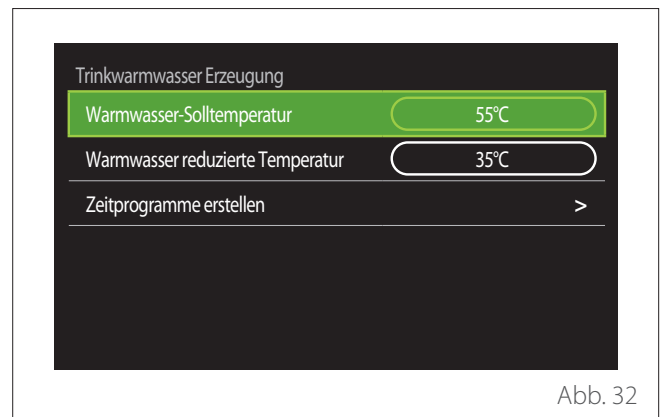 Trinkwarmwasser Erzeugung
Warmwasser-Solltemperatur 55°C
Warmwasser reduzierte Temperatur 35°C
Zeitprogramme erstellen >
Abb. 32